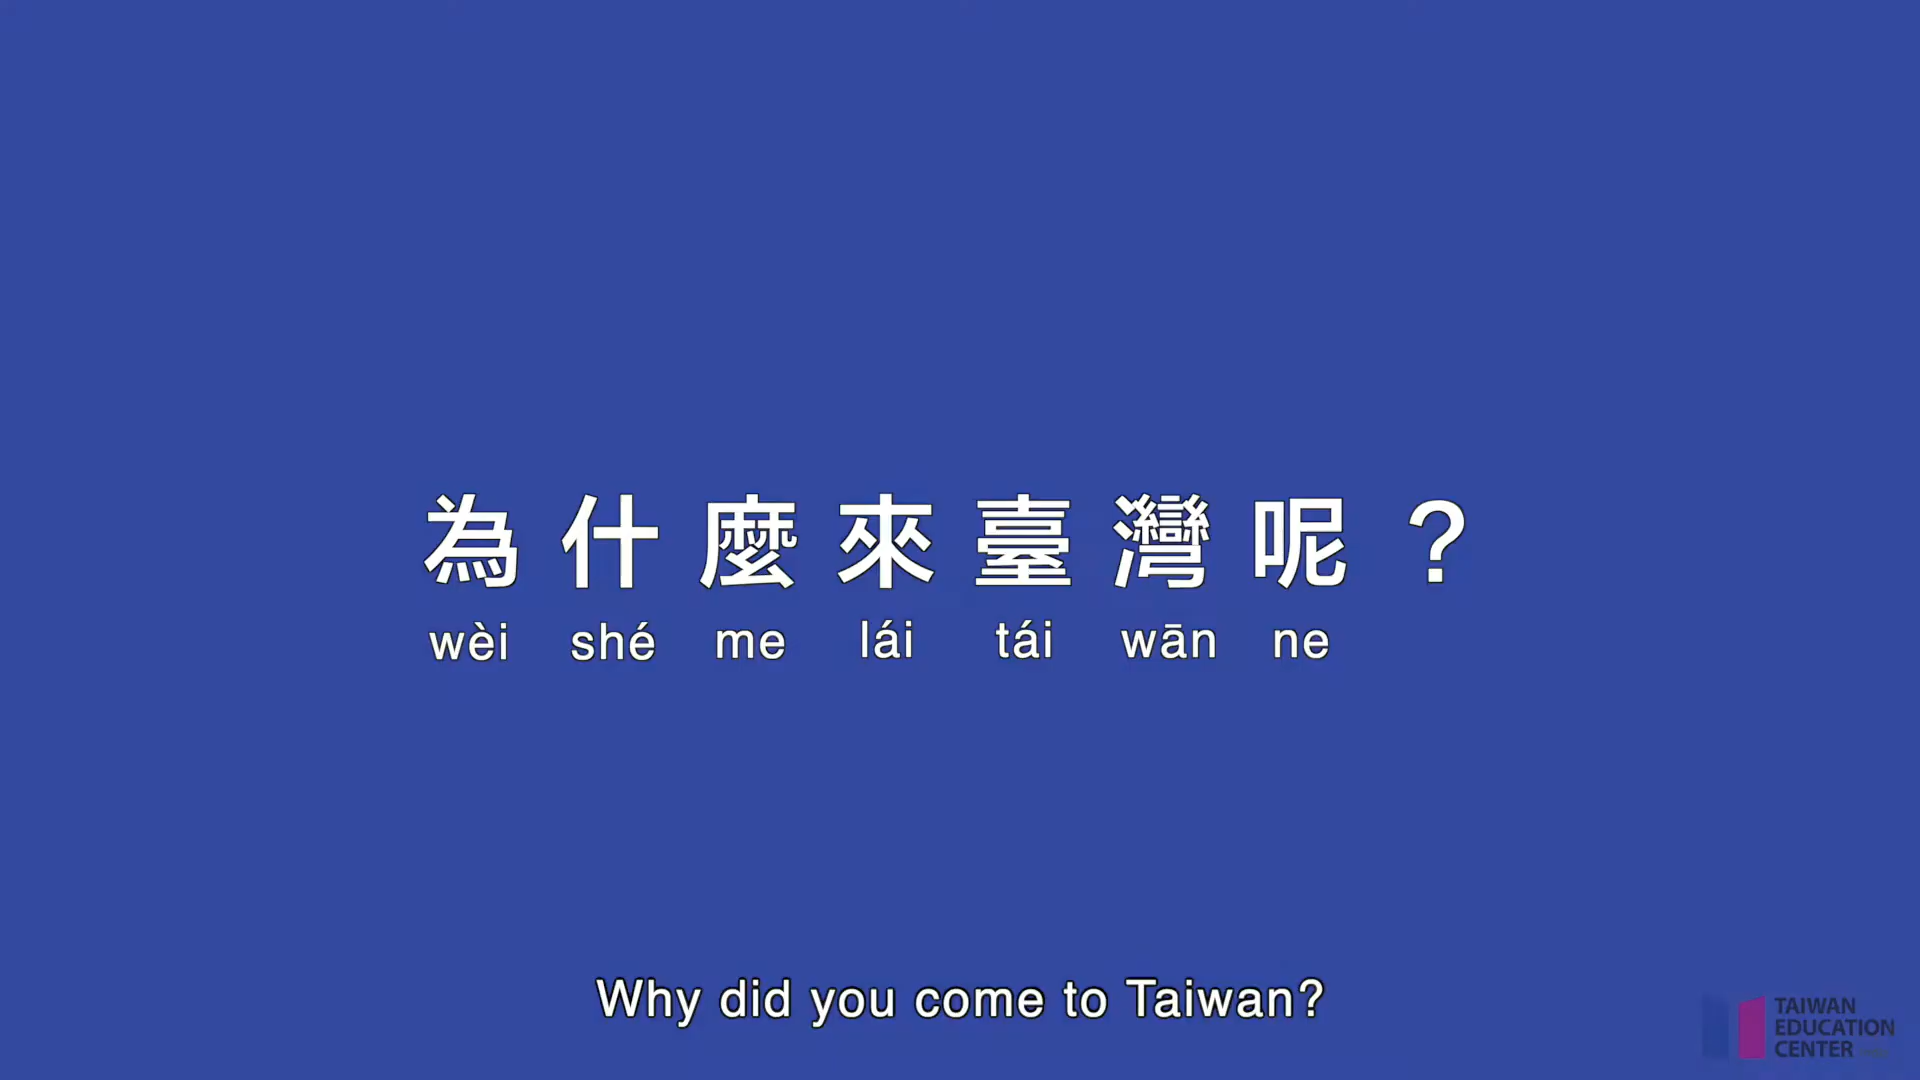 為什麼來臺灣呢？
wèi shé me lái tái wān ne
Why did you come to Taiwan?
TAIWAN
EDUCATION
CENTER